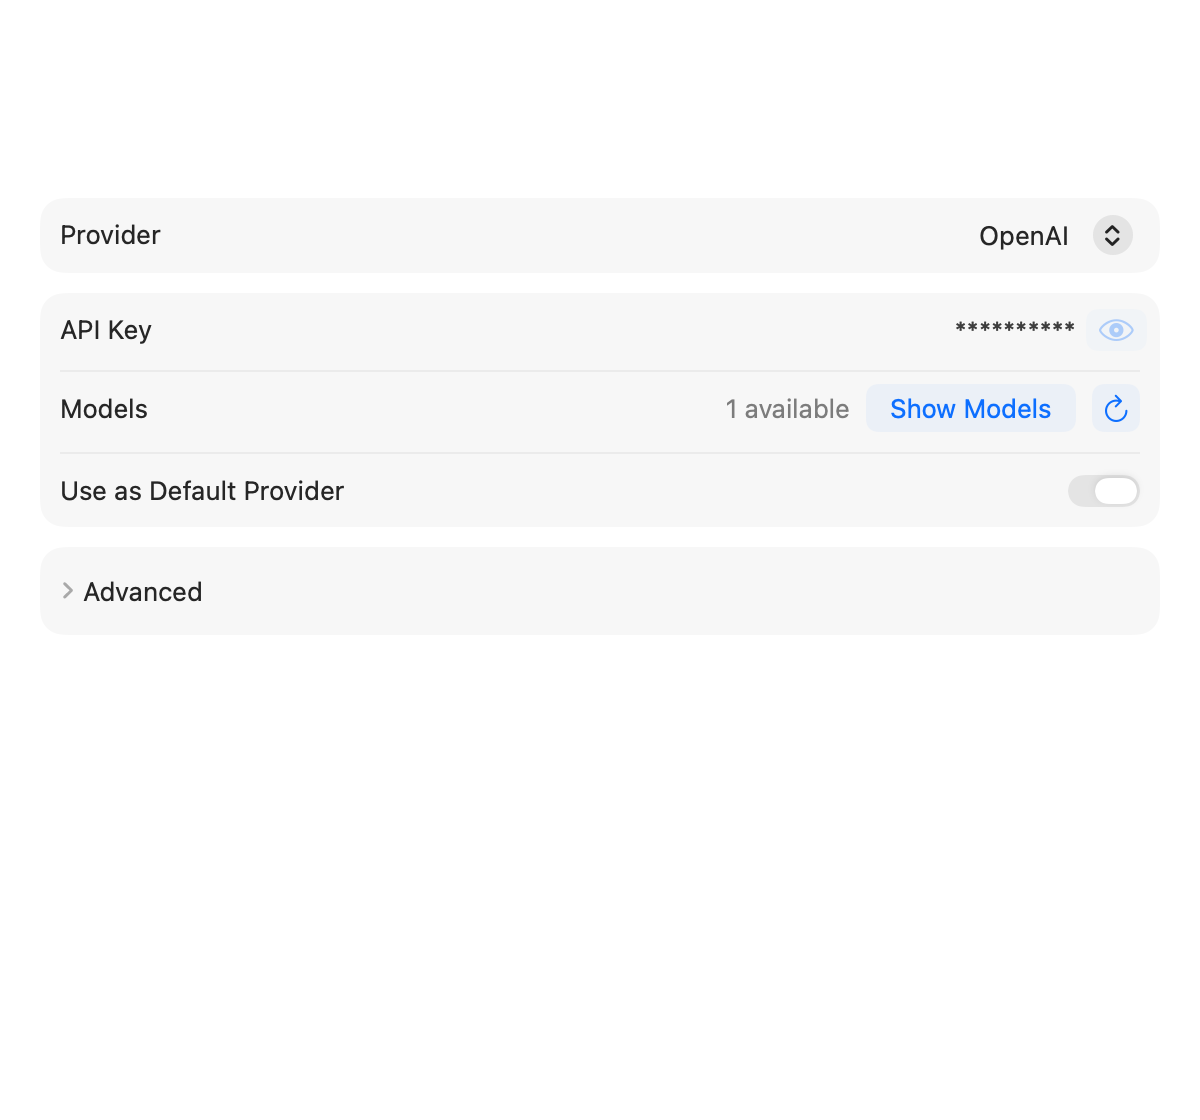 Provider OpenAI
API Key **********
Models 1 available Show Models
Use as Default Provider
Advanced